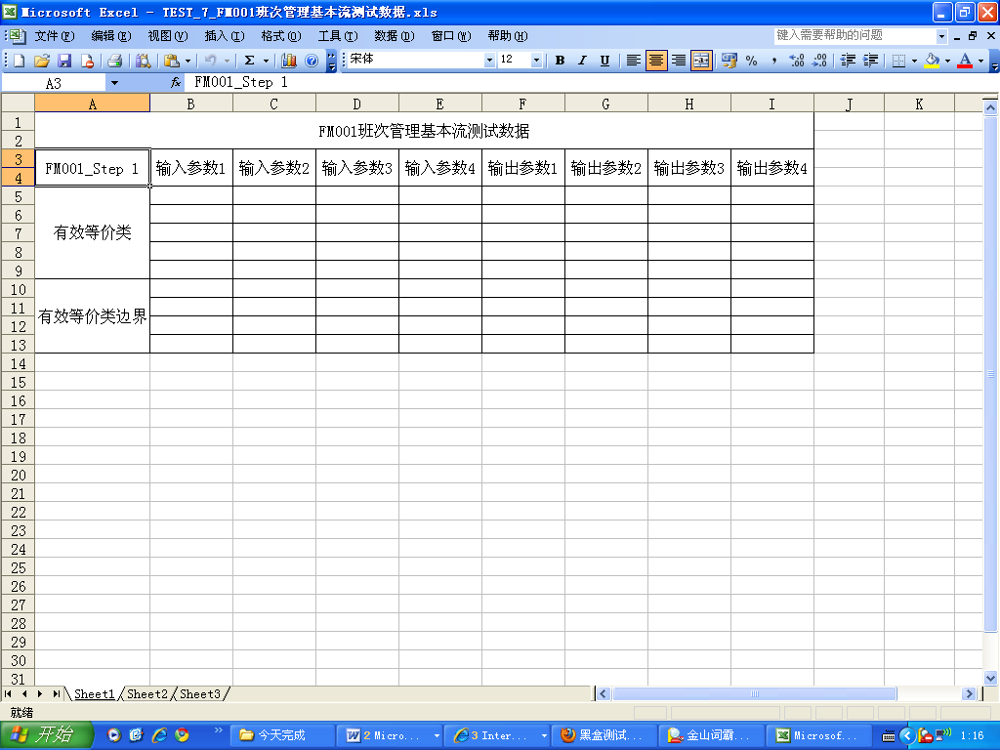 Microsoft Excel - TEST_7_FM001班次管理基本流测试数据.xls
文件(F) 编辑(E) 视图(V) 插入(I) 格式(O) 工具(T) 数据(D) 窗口(W) 帮助(H) 键入需要帮助的问题
宋体 12 B I U
A3 fx FM001_Step 1
A B C D E F G H I J K
1
FM001班次管理基本流测试数据
2
3
FM001_Step 1 输入参数1 输入参数2 输入参数3 输入参数4 输出参数1 输出参数2 输出参数3 输出参数4
4
5
6
7 有效等价类
8
9
10
11
有效等价类边界
12
13
14
15
16
17
18
19
20
21
22
23
24
25
26
27
28
29
30
31
Sheet1 Sheet2 Sheet3
就绪
开始 今天完成 2 Micro... 3 Inter... 黑盒测试... 金山词霸... Microsof... 1:16